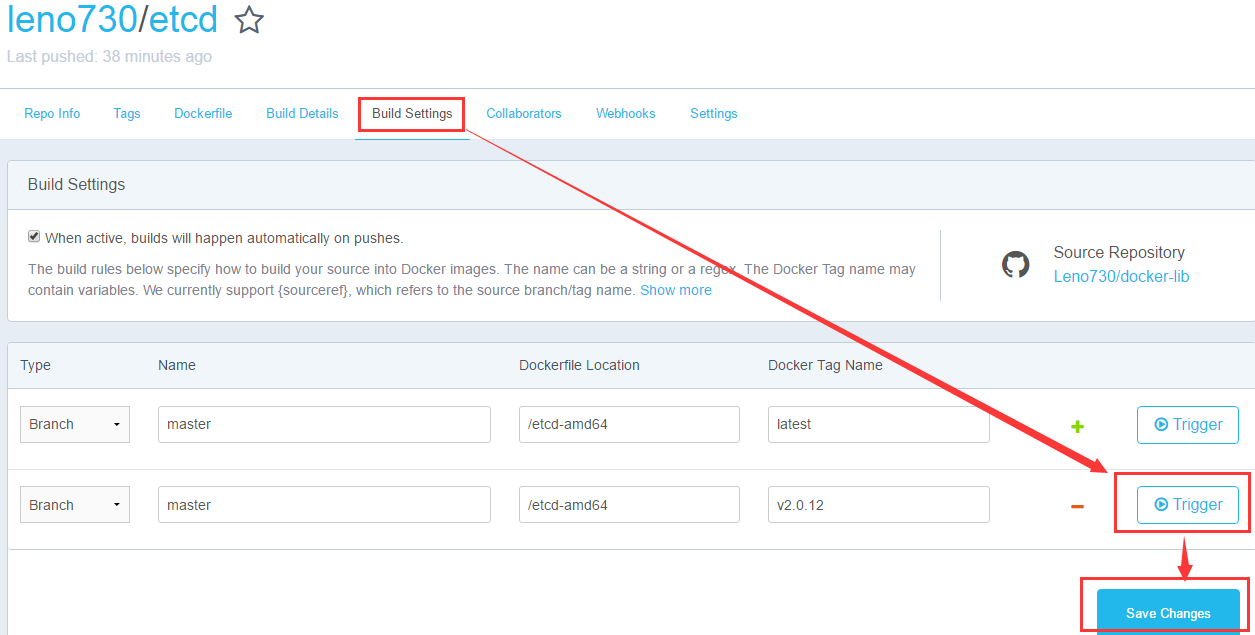 leno730/etcd
Last pushed: 38 minutes ago
Repo Info Tags Dockerfile Build Details Build Settings Collaborators Webhooks Settings
Build Settings
When active, builds will happen automatically on pushes.
The build rules below specify how to build your source into Docker images. The name can be a string or a regex. The Docker Tag name may
contain variables. We currently support {sourceref}, which refers to the source branch/tag name. Show more
Source Repository
Leno730/docker-lib
Type Name Dockerfile Location Docker Tag Name
Branch master /etcd-amd64 latest Trigger
Branch master /etcd-amd64 v2.0.12 Trigger
Save Changes